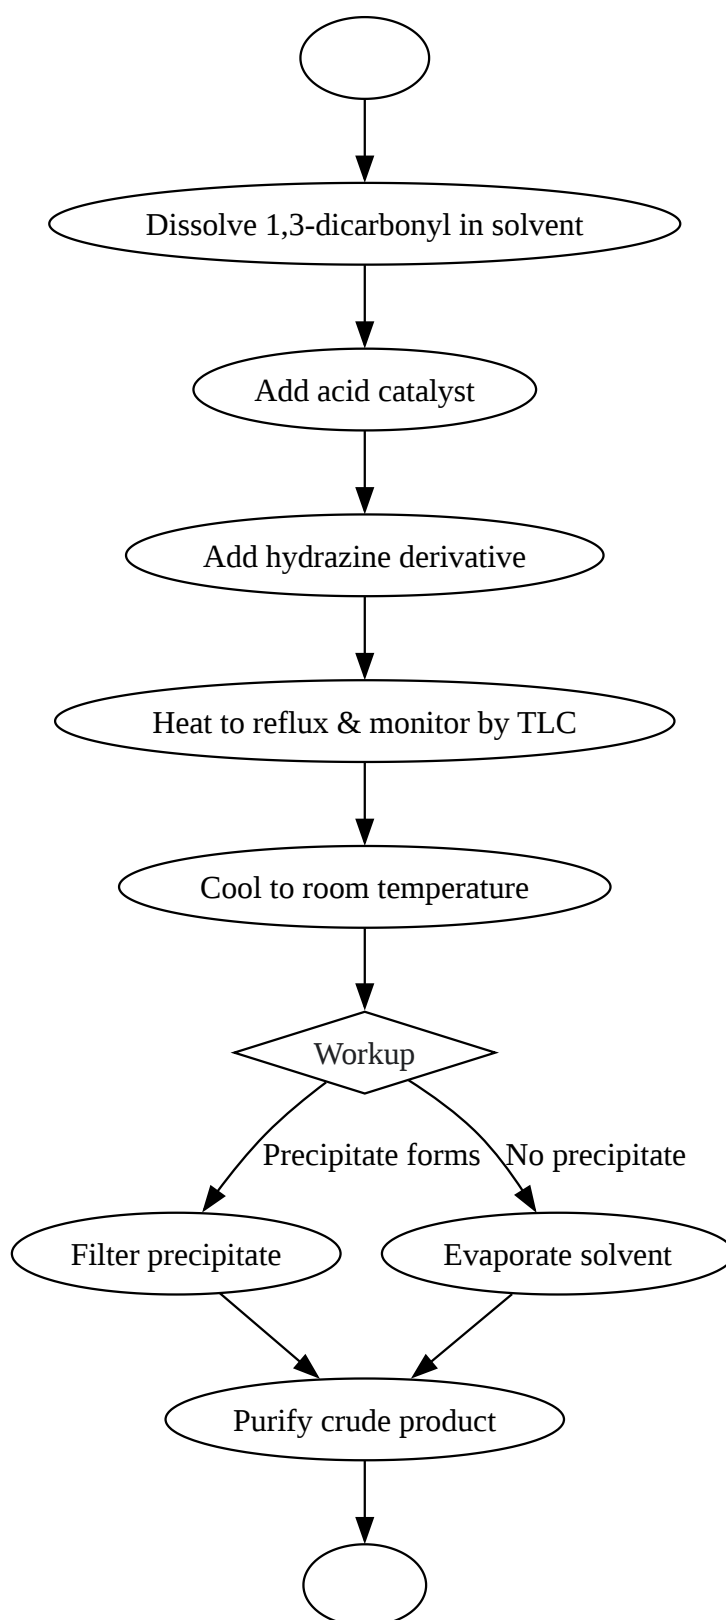 Dissolve 1,3-dicarbonyl in solvent
Add acid catalyst
Add hydrazine derivative
Heat to reflux & monitor by TLC
Cool to room temperature
Workup
Precipitate forms
No precipitate
Filter precipitate
Evaporate solvent
Purify crude product